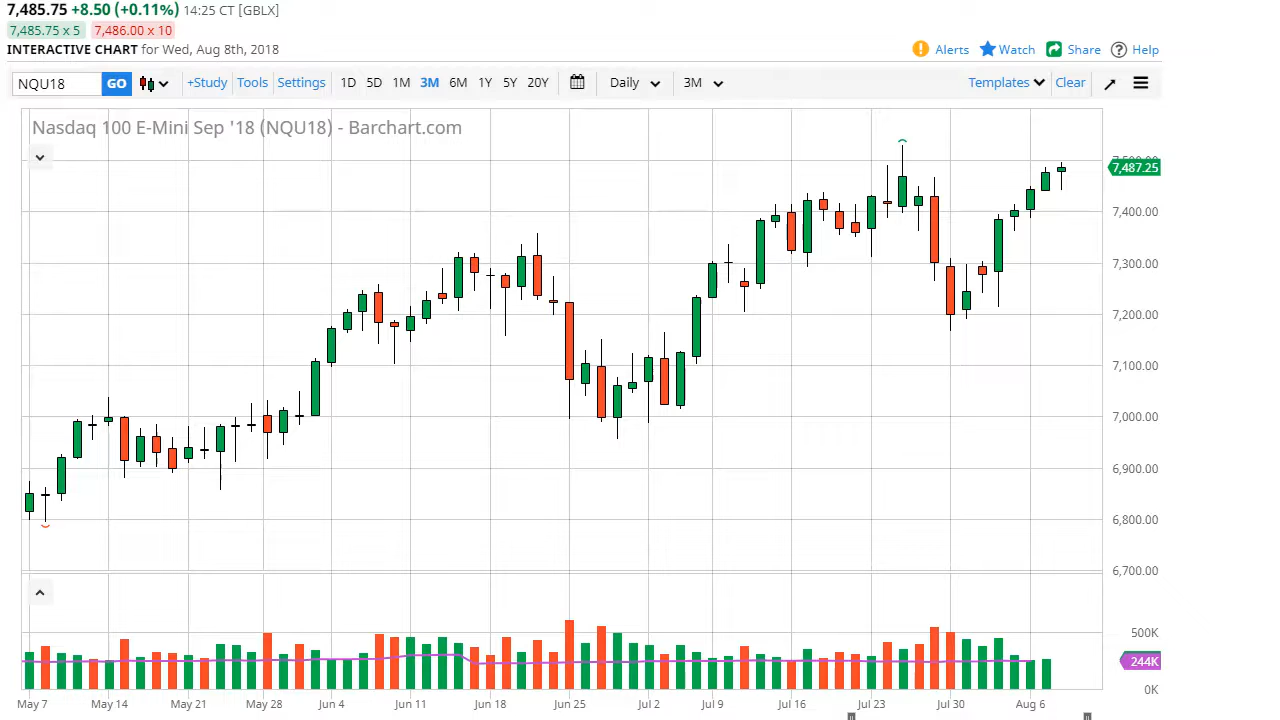 7,485.75 +8.50 (+0.11%) 14:25 CT [GBLX]
7,485.75 x 5 7,486.00 x 10
INTERACTIVE CHART for Wed, Aug 8th, 2018
Alerts Watch Share Help
NQU18 GO +Study Tools Settings 1D 5D 1M 3M 6M 1Y 5Y 20Y Daily 3M Templates Clear
Nasdaq 100 E-Mini Sep '18 (NQU18) - Barchart.com
7,487.25
7,400.00
7,300.00
7,200.00
7,100.00
7,000.00
6,900.00
6,800.00
6,700.00
500K
244K
0K
May 7 May 14 May 21 May 28 Jun 4 Jun 11 Jun 18 Jun 25 Jul 2 Jul 9 Jul 16 Jul 23 Jul 30 Aug 6